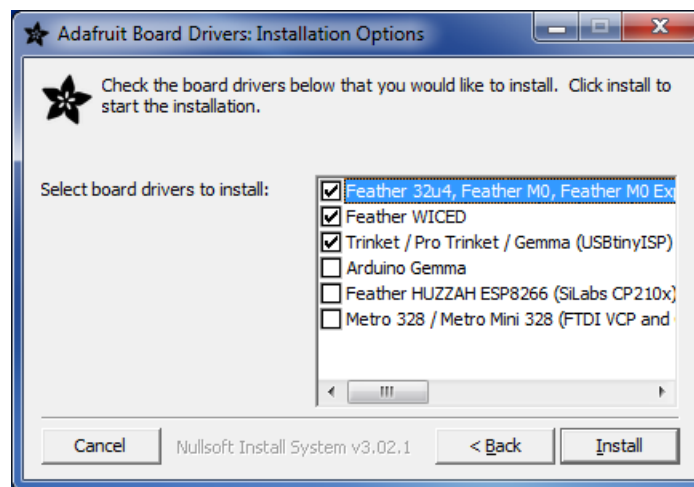 Adafruit Board Drivers: Installation Options
Check the board drivers below that you would like to install. Click install to
start the installation.
Select board drivers to install:
Feather 32u4, Feather M0, Feather M0 Exp
Feather WICED
Trinket / Pro Trinket / Gemma (USBtinyISP)
Arduino Gemma
Feather HUZZAH ESP8266 (SiLabs CP210x)
Metro 328 / Metro Mini 328 (FTDI VCP and
Cancel
Nullsoft Install System v3.02.1
< Back
Install